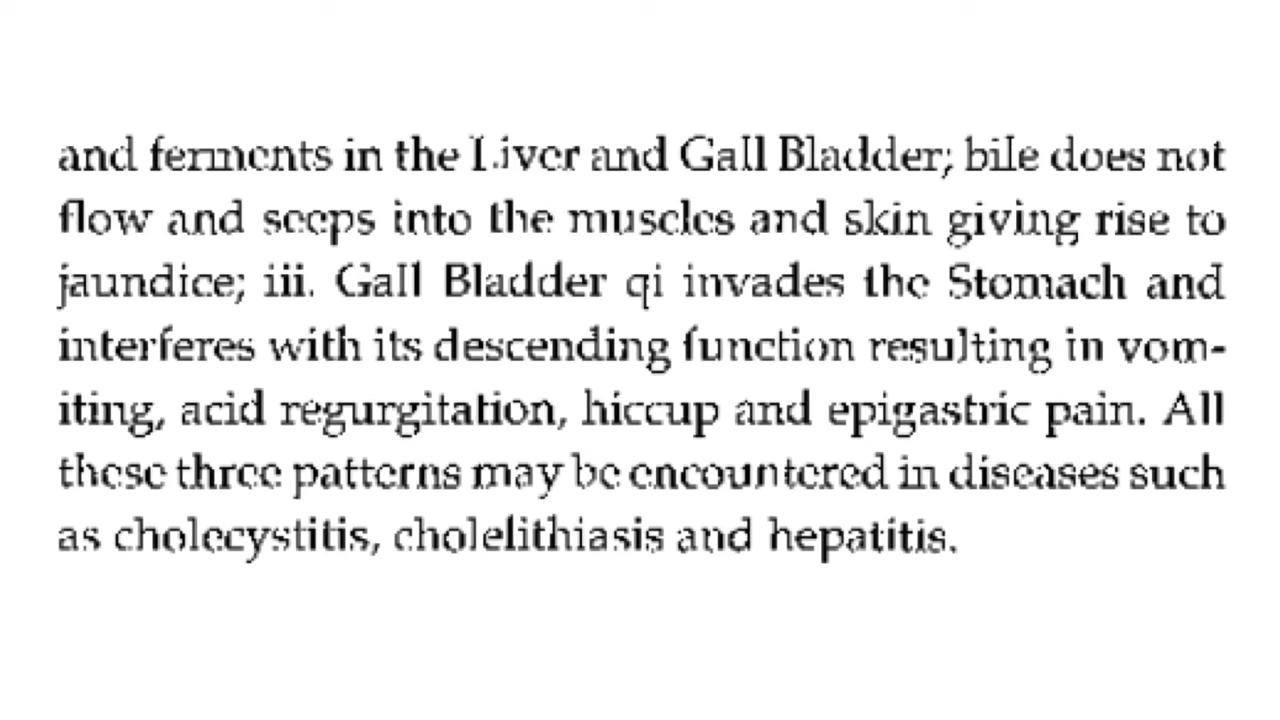 and ferments in the Liver and Gall Bladder; bile does not
flow and seeps into the muscles and skin giving rise to
jaundice; iii. Gall Bladder qi invades the Stomach and
interferes with its descending function resulting in vom-
iting, acid regurgitation, hiccup and epigastric pain. All
these three patterns may be encountered in diseases such
as cholecystitis, cholelithiasis and hepatitis.